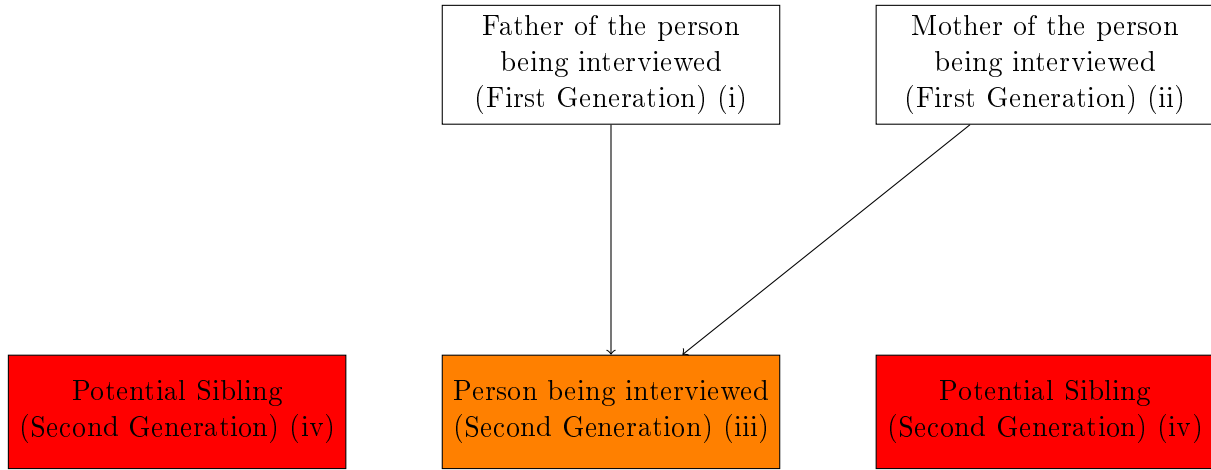 Father of the person
being interviewed
(First Generation) (i)
Mother of the person
being interviewed
(First Generation) (ii)
Potential Sibling
(Second Generation) (iv)
Person being interviewed
(Second Generation) (iii)
Potential Sibling
(Second Generation) (iv)